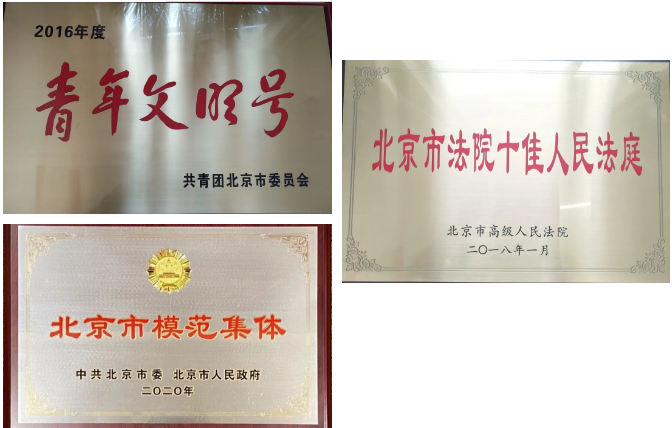 2016年度
青年文明号
共青团北京市委员会
北京市法院十佳人民法庭
北京市高级人民法院
二〇一八年一月
北京市模范集体
中共北京市委 北京市人民政府
二〇二〇年